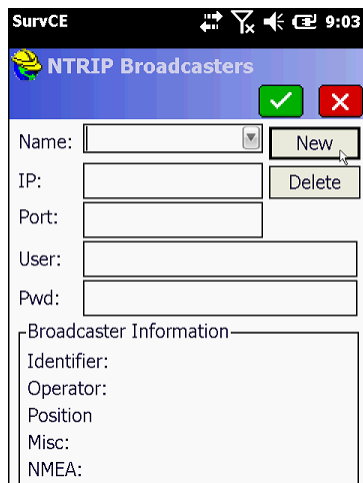 SurvCE 9:03
NTRIP Broadcasters
Name: New
IP: Delete
Port:
User:
Pwd:
Broadcaster Information
Identifier:
Operator:
Position
Misc:
NMEA: